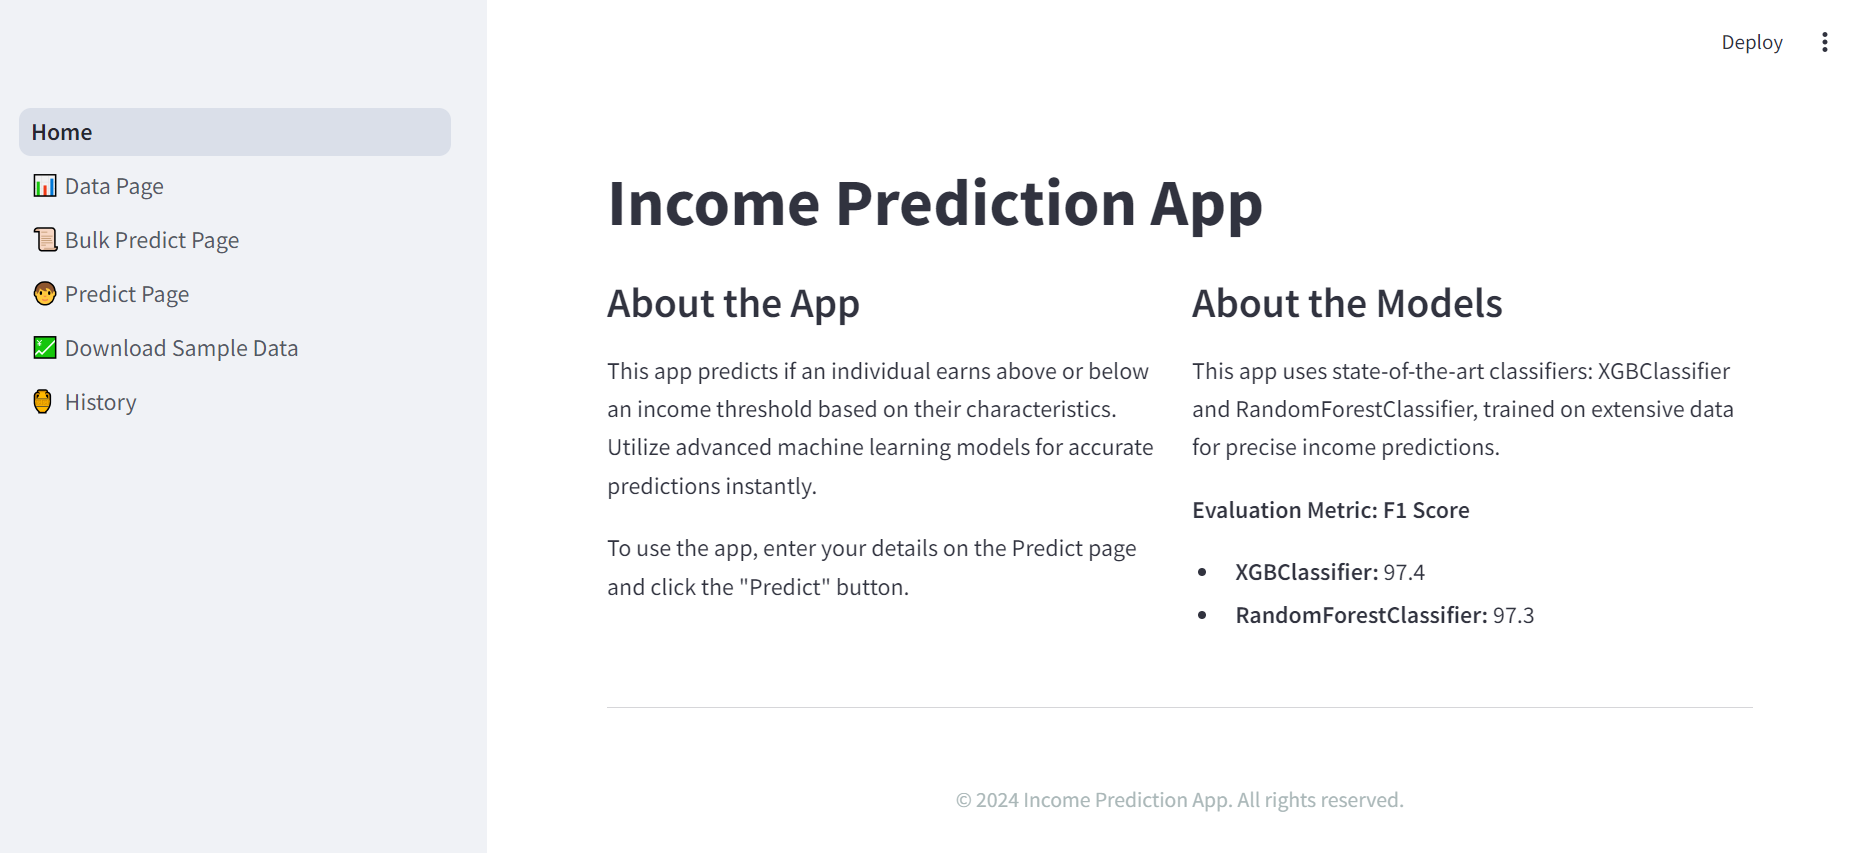 Deploy
Home
Data Page
Bulk Predict Page
Predict Page
Download Sample Data
History
Income Prediction App
About the App
This app predicts if an individual earns above or below
an income threshold based on their characteristics.
Utilize advanced machine learning models for accurate
predictions instantly.
To use the app, enter your details on the Predict page
and click the "Predict" button.
About the Models
This app uses state-of-the-art classifiers: XGBClassifier
and RandomForestClassifier, trained on extensive data
for precise income predictions.
Evaluation Metric: F1 Score
• XGBClassifier: 97.4
• RandomForestClassifier: 97.3
© 2024 Income Prediction App. All rights reserved.